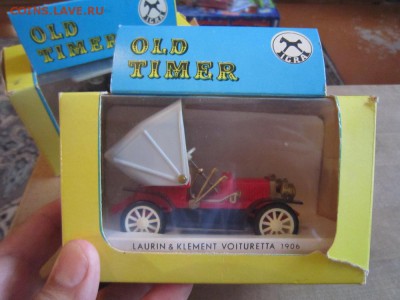 COINS.LAVE.RU
OLD
TIMER
OLD
TIMER
IGRA
LAURIN & KLEMENT VOITURETTA 1906